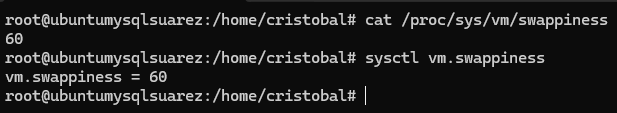 root@ubuntumysqlsuarez:/home/cristobal# cat /proc/sys/vm/swappiness
60
root@ubuntumysqlsuarez:/home/cristobal# sysctl vm.swappiness
vm.swappiness = 60
root@ubuntumysqlsuarez:/home/cristobal#